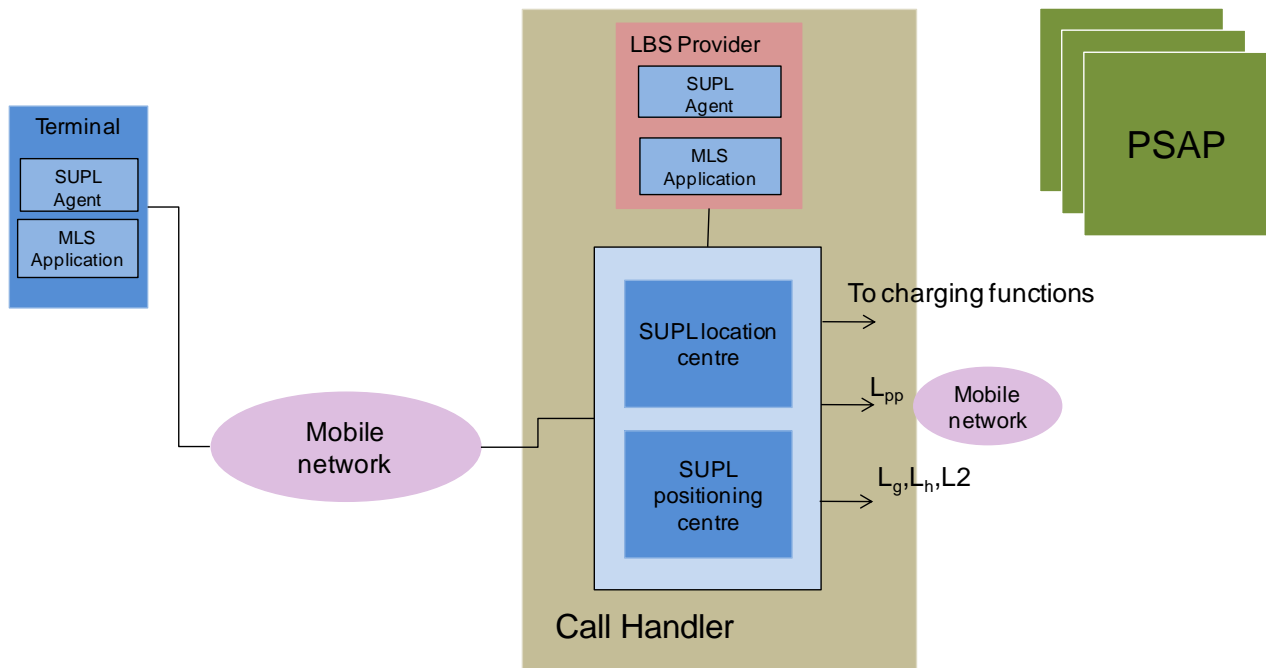 LBS Provider
SUPL
Agent
MLS
Application
PSAP
Terminal
SUPL
Agent
MLS
Application
To charging functions
SUPL location
centre
Lpp
Mobile
network
Mobile
network
SUPL
positioning
centre
Lg,Lh,L2
Call Handler